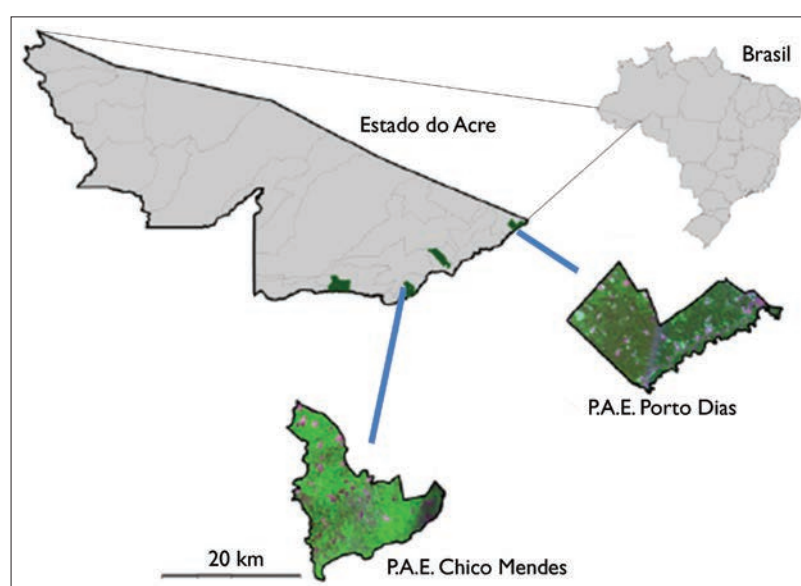 Brasil
Estado do Acre
P.A.E. Porto Dias
20 km
P.A.E. Chico Mendes